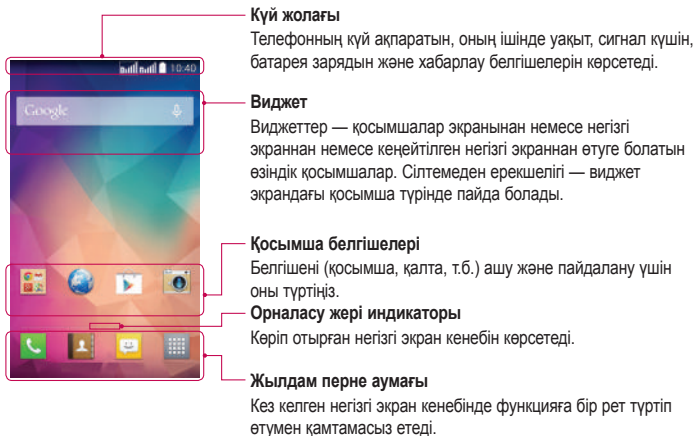 Күй жолағы
Телефонның күй ақпаратын, оның ішінде уақыт, сигнал күшін,
батарея зарядын және хабарлау белгішелерін көрсетеді.
10:40
Google
Виджет
Виджеттер — қосымшалар экранынан немесе негізгі
экраннан немесе кеңейтілген негізгі экраннан өтуге болатын
өзіндік қосымшалар. Сілтемеден ерекшелігі — виджет
экрандағы қосымша түрінде пайда болады.
Қосымша белгішелері
Белгішені (қосымша, қалта, т.б.) ашу және пайдалану үшін
оны түртіңіз.
Орналасу жері индикаторы
Көріп отырған негізгі экран кенебін көрсетеді.
Жылдам перне аумағы
Кез келген негізгі экран кенебінде функцияға бір рет түртіп
өтумен қамтамасыз етеді.